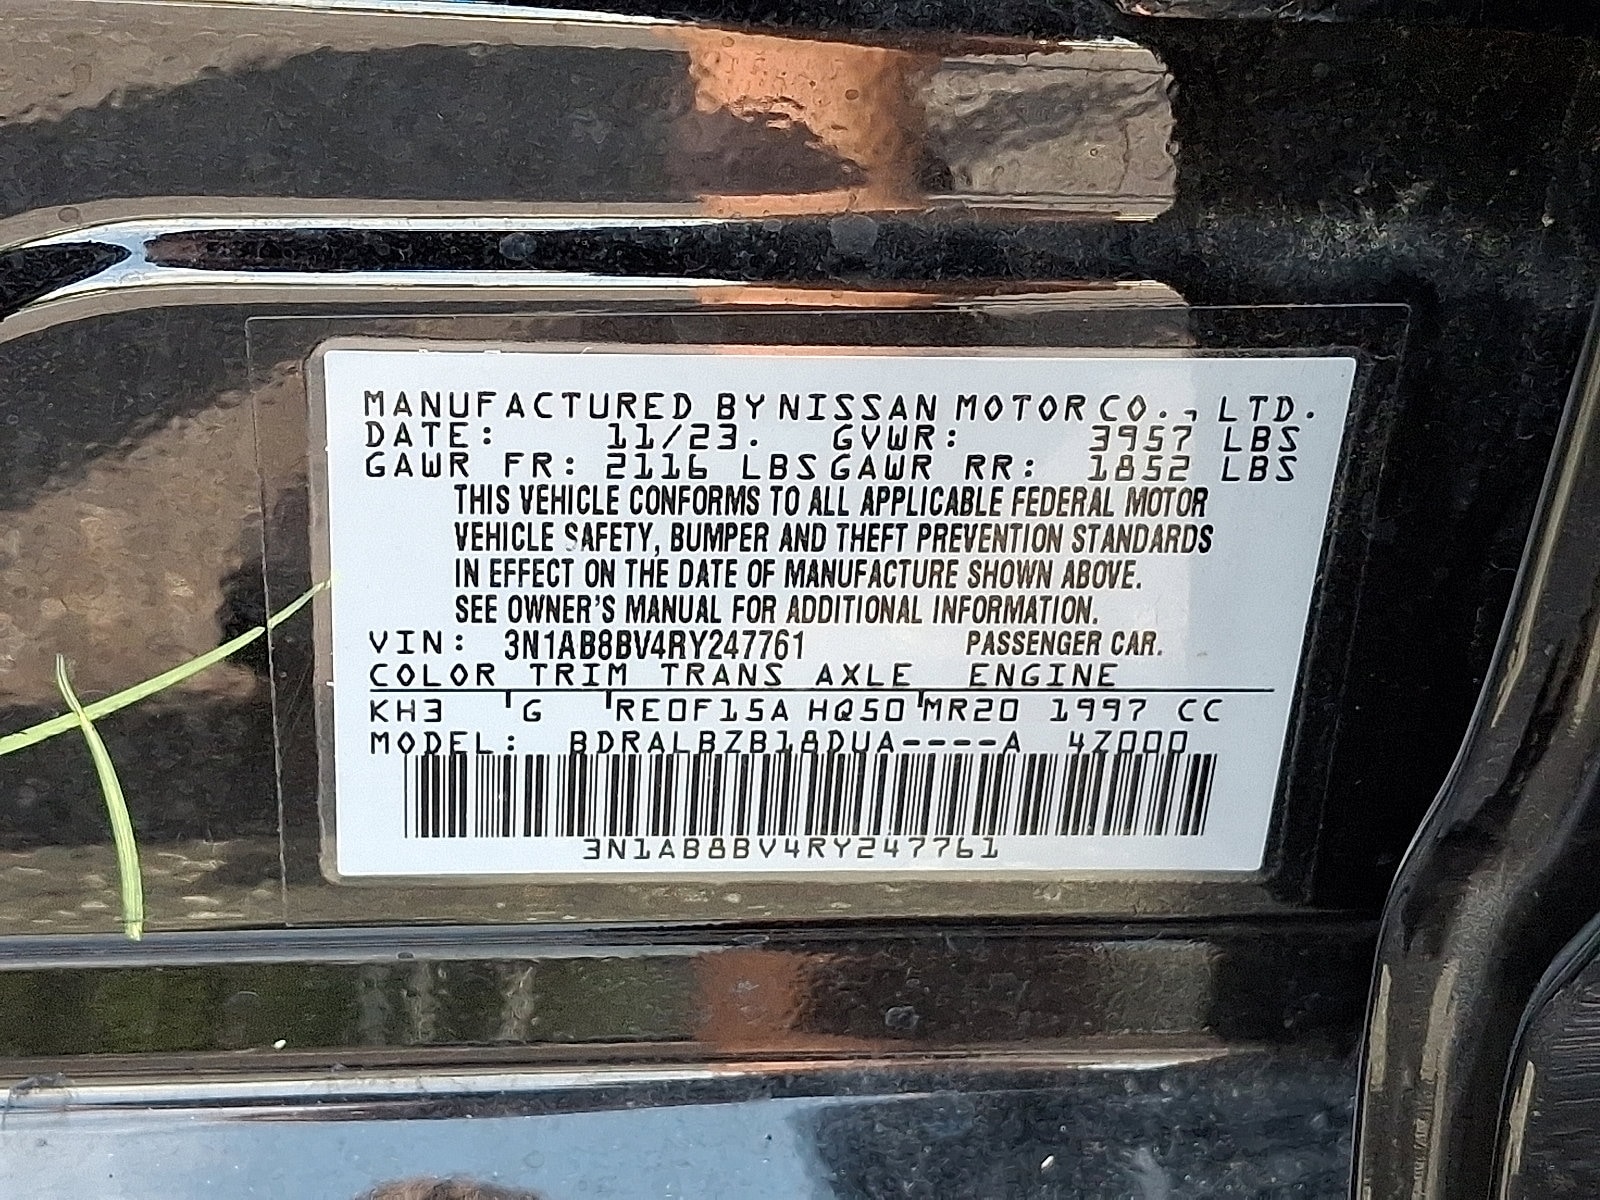 MANUFACTURED BY NISSAN MOTOR CO., LTD.
DATE: 11/23. GVWR: 3957 LBS
GAWR FR: 2116 LBS GAWR RR: 1852 LBS
THIS VEHICLE CONFORMS TO ALL APPLICABLE FEDERAL MOTOR
VEHICLE SAFETY, BUMPER AND THEFT PREVENTION STANDARDS
IN EFFECT ON THE DATE OF MANUFACTURE SHOWN ABOVE.
SEE OWNER'S MANUAL FOR ADDITIONAL INFORMATION.
VIN: 3N1AB8BV4RY247761 PASSENGER CAR.
COLOR TRIM TRANS AXLE ENGINE
KH3 G RE0F15A HQ50 MR20 1997 CC
MODEL: BDRALBZB18DUA----A 4Z000
3N1AB8BV4RY247761